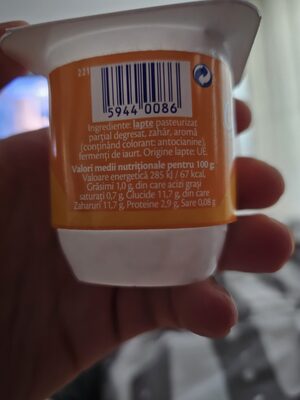 5944 0086
Ingrediente: lapte pasteurizat
parțial degresat, zahăr, aromă
(conținând colorant: antocianine),
fermenți de iaurt. Origine lapte: UE.
Valori medii nutriționale pentru 100 g:
Valoare energetică 285 kJ / 67 kcal,
Grăsimi 1,0 g, din care acizi grași
saturați 0,7 g, Glucide 11,7 g, din care
Zaharuri 11,7 g, Proteine 2,9 g, Sare 0,08 g